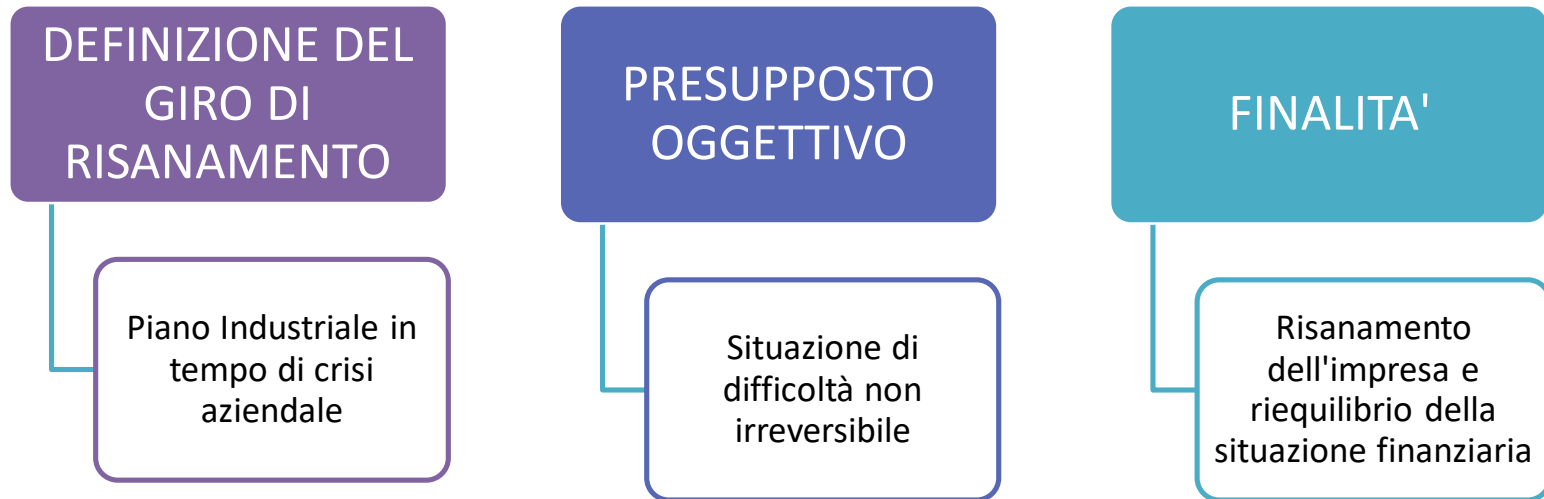 DEFINIZIONE DEL
GIRO DI
RISANAMENTO
Piano Industriale in
tempo di crisi
aziendale
PRESUPPOSTO
OGGETTIVO
Situazione di
difficoltà non
irreversibile
FINALITA'
Risanamento
dell'impresa e
riequilibrio della
situazione finanziaria